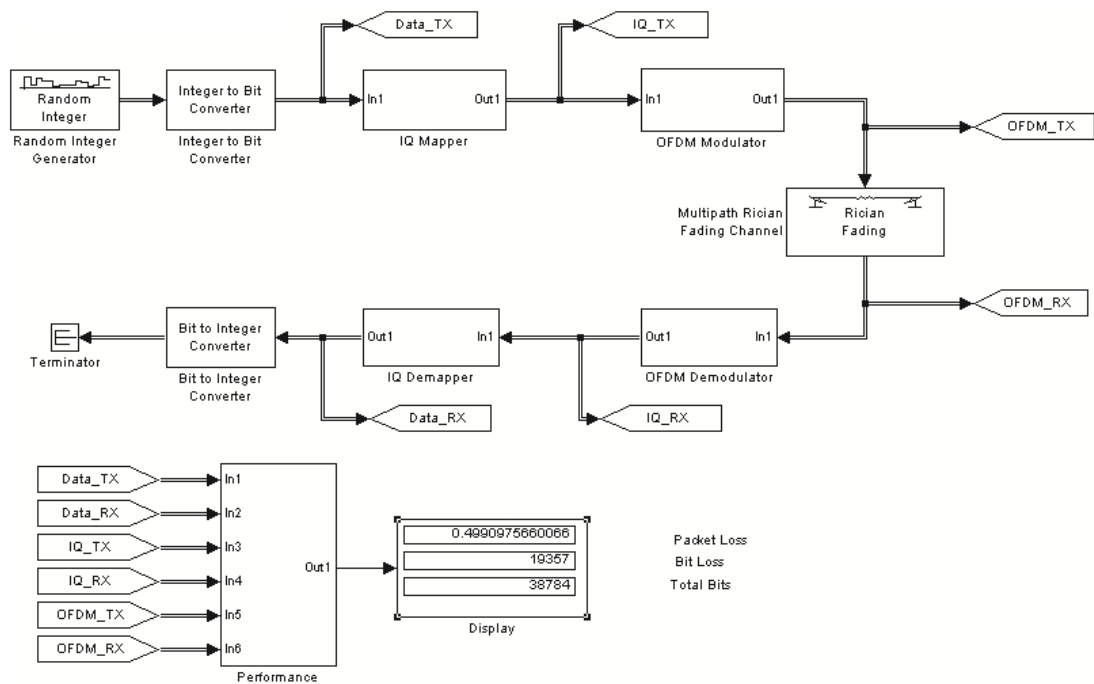 Data_TX
IQ_TX
Random
Integer
Integer to Bit
Converter
In1
Out1
In1
Out1
OFDM_TX
Random Integer
Generator
Integer to Bit
Converter
IQ Mapper
OFDM Modulator
Multipath Rician
Fading Channel
Rician
Fading
OFDM_RX
Terminator
Bit to Integer
Converter
Out1
In1
Out1
In1
Bit to Integer
Converter
IQ Demapper
OFDM Demodulator
Data_RX
IQ_RX
Data_TX
In1
Data_RX
In2
IQ_TX
In3
IQ_RX
In4
OFDM_TX
In5
OFDM_RX
In6
Out1
Performance
0.4990975660066
19357
38784
Display
Packet Loss
Bit Loss
Total Bits